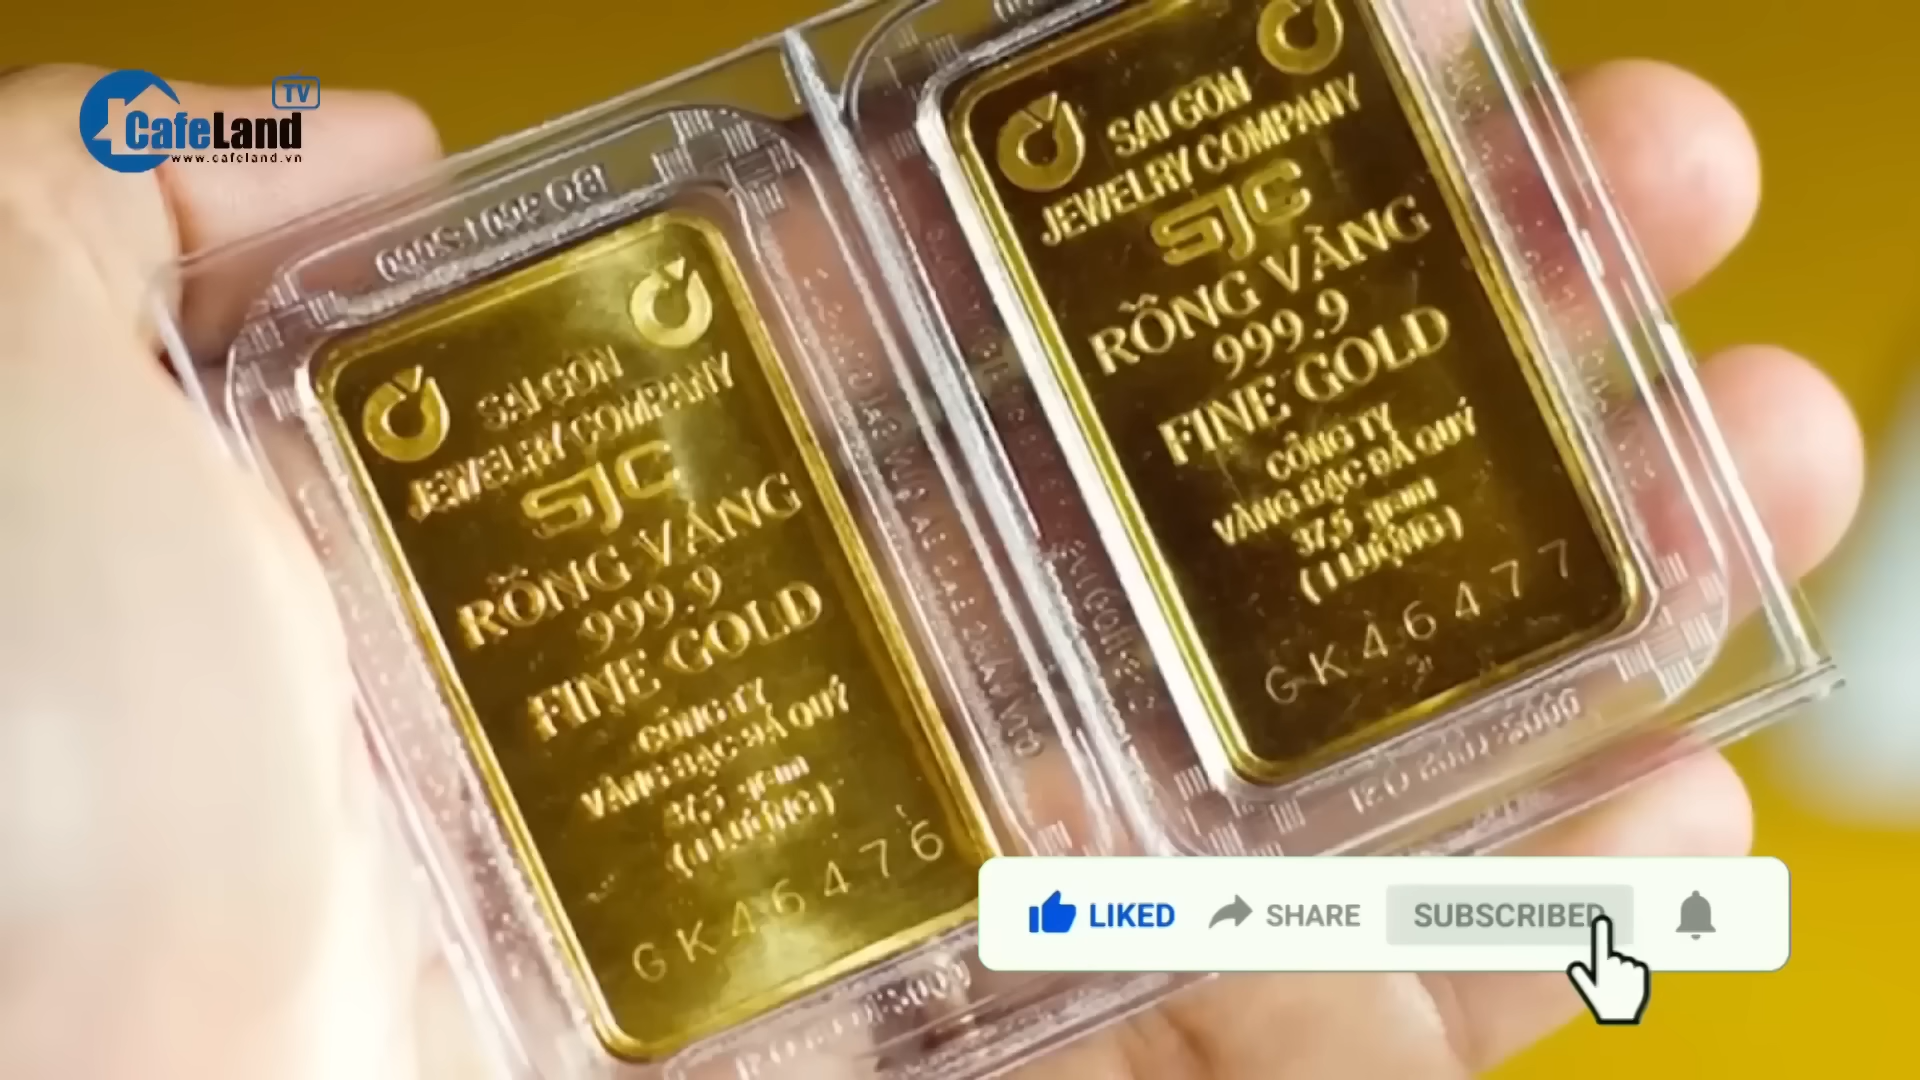 TV
CafeLand
www.cafeland.vn
SAIGON
JEWELRY COMPANY
SJC
RỒNG VÀNG
999.9
FINE GOLD
CÔNG TY
VÀNG BẠC ĐÁ QUÝ
37,5 gram
(1 LƯỢNG)
GK46476
SAIGON
JEWELRY COMPANY
SJC
RỒNG VÀNG
999.9
FINE GOLD
CÔNG TY
VÀNG BẠC ĐÁ QUÝ
37,5 gram
(1 LƯỢNG)
GK46477
LIKED
SHARE
SUBSCRIBED